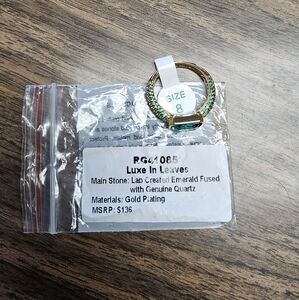 SIZE
8
RG41085
Luxe In Leaves
Main Stone: Lab Created Emerald Fused
with Genuine Quartz
Materials: Gold Plating
MSRP: $136